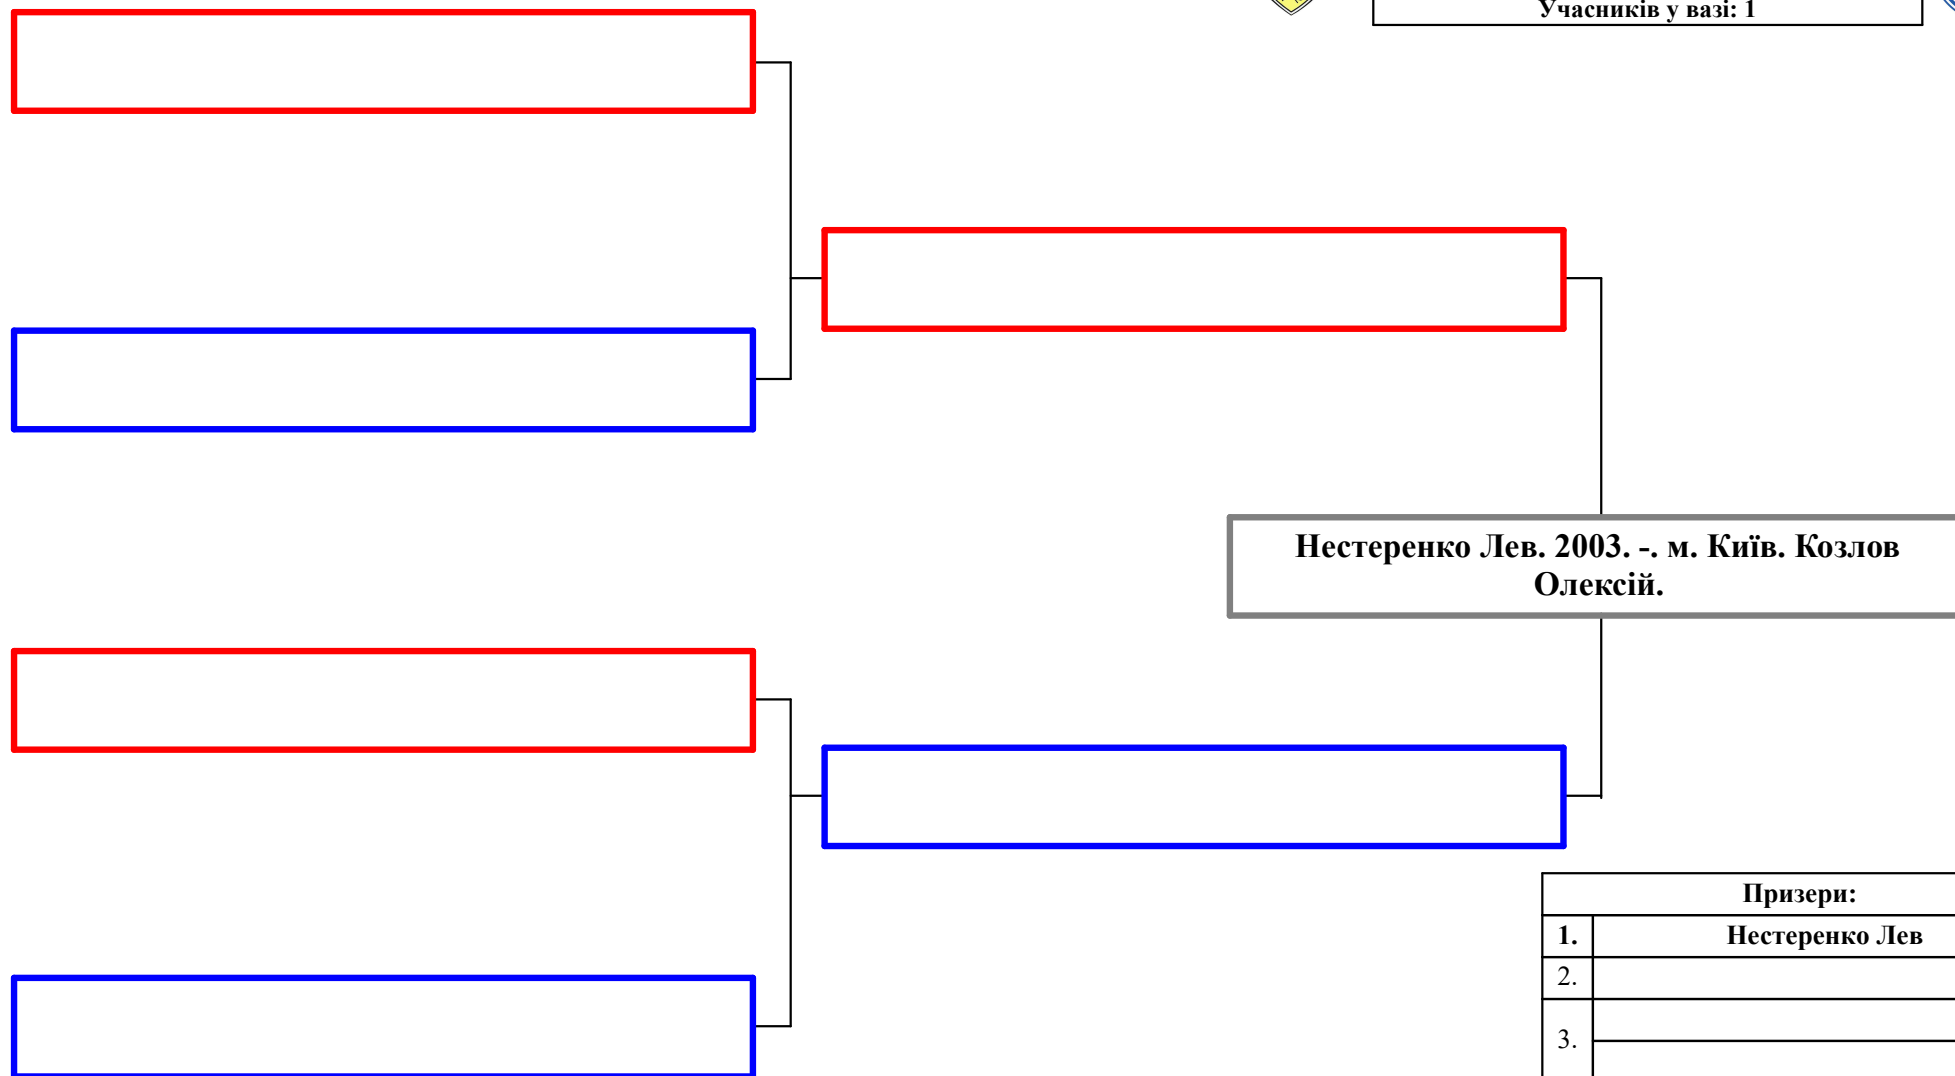 Учасників у вазі: 1
Нестеренко Лев. 2003. -. м. Київ. Козлов
Олексій.
Призери:
1. Нестеренко Лев
2.
3.